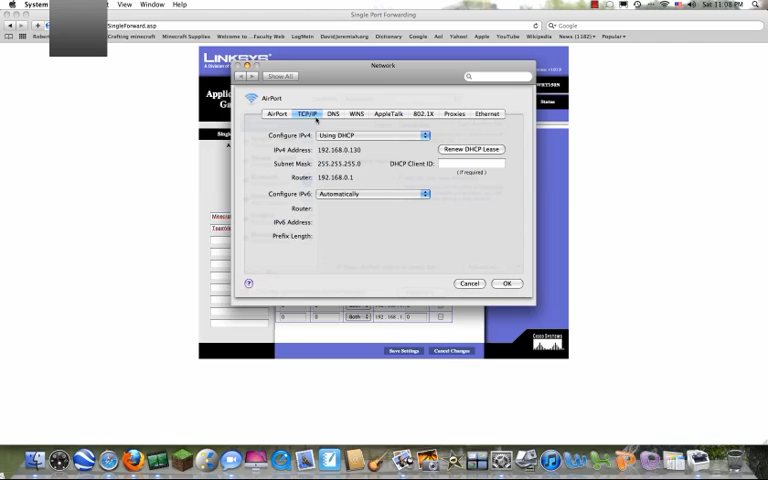 System
View Window Help
Sat 11:08 PM
Single Port Forwarding
SingleForward.asp
Google
Crafting minecraft Minecraft Supplies Welcome to ...Faculty Web LogMeIn Davidjeremiah.org Dictionary Google Aol Yahoo! Apple YouTube Wikipedia News (1182) Popular
LINKSYS
Network
Show All
AirPort
AirPort TCP/IP DNS WINS AppleTalk 802.1X Proxies Ethernet
Configure IPv4: Using DHCP
IPv4 Address: 192.168.0.130 Renew DHCP Lease
Subnet Mask: 255.255.255.0 DHCP Client ID:
( If required )
Router: 192.168.0.1
Configure IPv6: Automatically
Router:
IPv6 Address:
Prefix Length:
Cancel OK
Status
0 0 Both 192.168.1. 0
Save Settings Cancel Changes
CISCO SYSTEMS